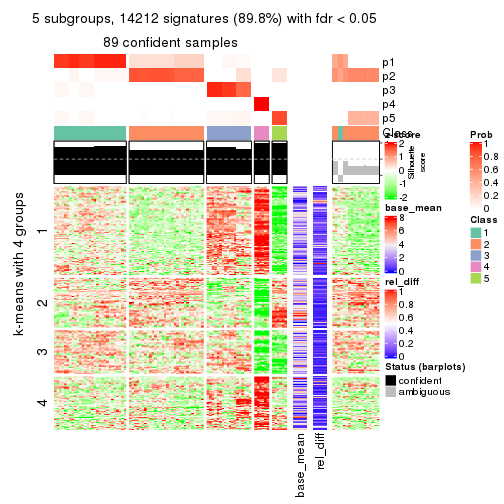 5 subgroups, 14212 signatures (89.8%) with fdr < 0.05
89 confident samples
p1
p2
p3
p4
p5
Class
k-means with 4 groups
1
2
3
4
base_mean
rel_diff
z-score
2
1
0
-1
-2
Silhouette
score
base_mean
8
6
4
2
0
rel_diff
1
0.8
0.6
0.4
0.2
0
Status (barplots)
confident
ambiguous
Prob
1
0.8
0.6
0.4
0.2
0
Class
1
2
3
4
5